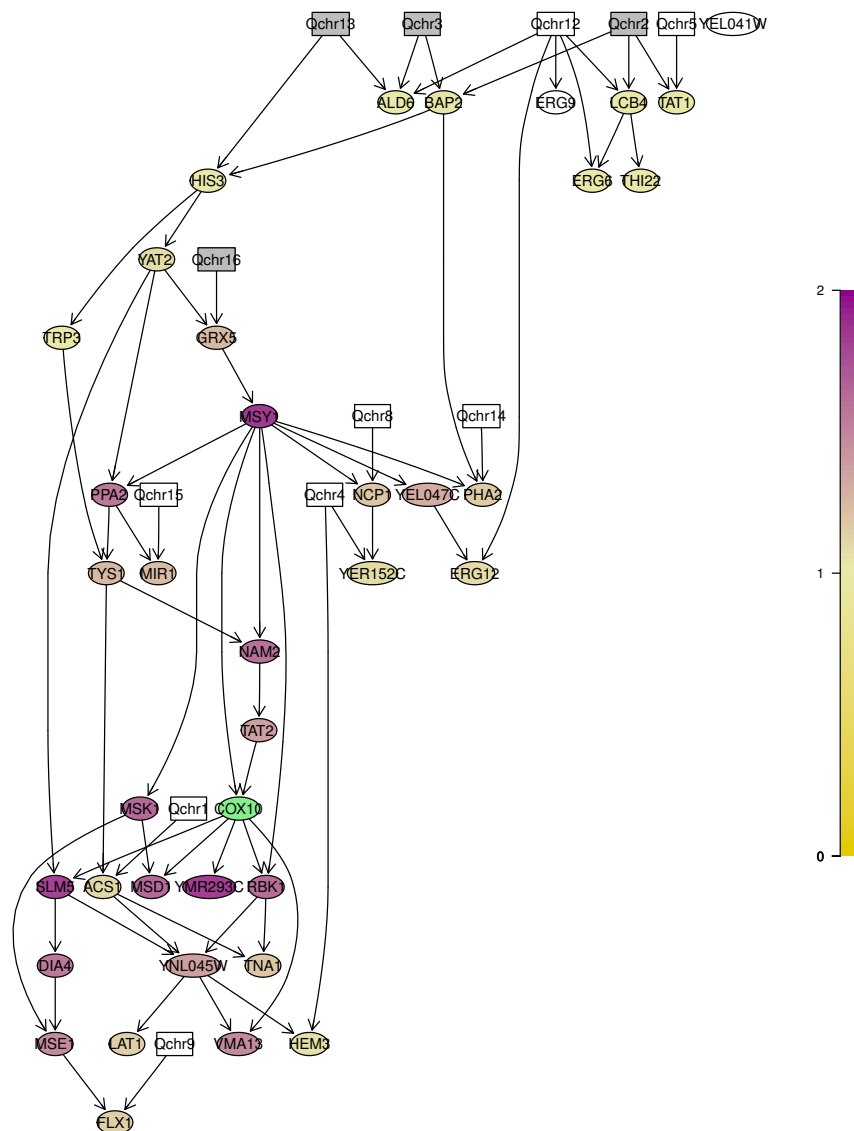 Qchr13 Qchr3 Qchr12 Qchr2 Qchr5 YEL041W
ALD6 BAP2 ERG9 LCB4 TAT1
HIS3 ERG6 THI22
YAT2 Qchr16
2
TRP3 GRX5
MSY1 Qchr8 Qchr14
PPA2 Qchr15 Qchr4 NCP1 YEL047C PHA2
TYS1 MIR1 YER152C ERG12
1
NAM2
TAT2
MSK1 Qchr1 COX10
0
SLM5 ACS1 MSD1 YMR293C RBK1
DIA4 YNL045W TNA1
MSE1 LAT1 Qchr9 VMA13 HEM3
FLX1